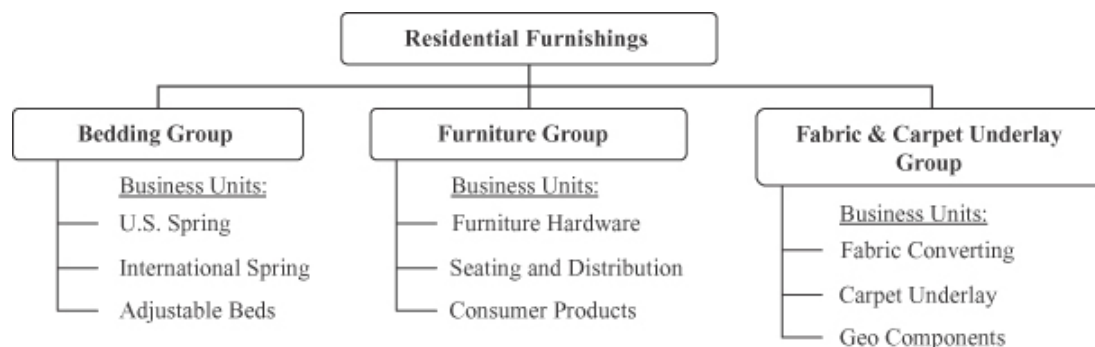 Residential Furnishings
Bedding Group
Business Units:
U.S. Spring
International Spring
Adjustable Beds
Furniture Group
Business Units:
Furniture Hardware
Seating and Distribution
Consumer Products
Fabric & Carpet Underlay
Group
Business Units:
Fabric Converting
Carpet Underlay
Geo Components